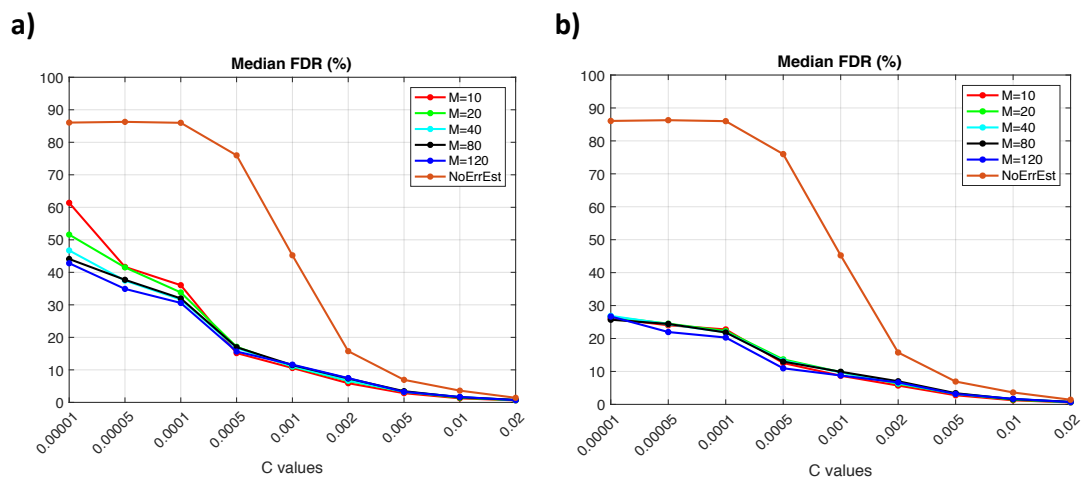 a)
Median FDR (%)
100
90
80
70
60
50
40
30
20
10
0
M=10
M=20
M=40
M=80
M=120
NoErrEst
0.00001
0.00005
0.0001
0.0005
0.001
0.002
0.005
0.01
0.02
C values
b)
Median FDR (%)
100
90
80
70
60
50
40
30
20
10
0
M=10
M=20
M=40
M=80
M=120
NoErrEst
0.00001
0.00005
0.0001
0.0005
0.001
0.002
0.005
0.01
0.02
C values